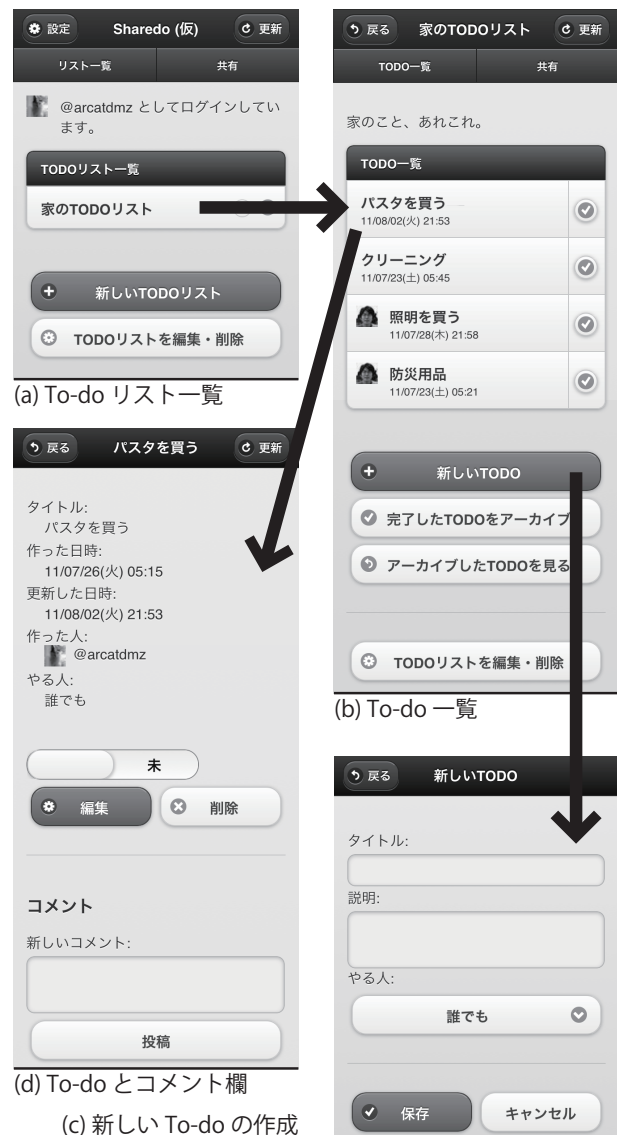 設定 Sharedo (仮) 更新
リスト一覧 共有
@arcatdmz としてログインしてい
ます。
TODOリスト一覧
家のTODOリスト
新しいTODOリスト
TODOリストを編集・削除
(a) To-do リスト一覧
戻る 家のTODOリスト 更新
TODO一覧 共有
家のこと、あれこれ。
TODO一覧
パスタを買う
11/08/02(火) 21:53
クリーニング
11/07/23(土) 05:45
照明を買う
11/07/28(木) 21:58
防災用品
11/07/23(土) 05:21
新しいTODO
完了したTODOをアーカイブ
アーカイブしたTODOを見る
TODOリストを編集・削除
(b) To-do 一覧
戻る パスタを買う 更新
タイトル:
パスタを買う
作った日時:
11/07/26(火) 05:15
更新した日時:
11/08/02(火) 21:53
作った人:
@arcatdmz
やる人:
誰でも
未
編集 削除
コメント
新しいコメント:
投稿
(d) To-do とコメント欄
戻る 新しいTODO
タイトル:
説明:
やる人:
誰でも
保存 キャンセル
(c) 新しい To-do の作成